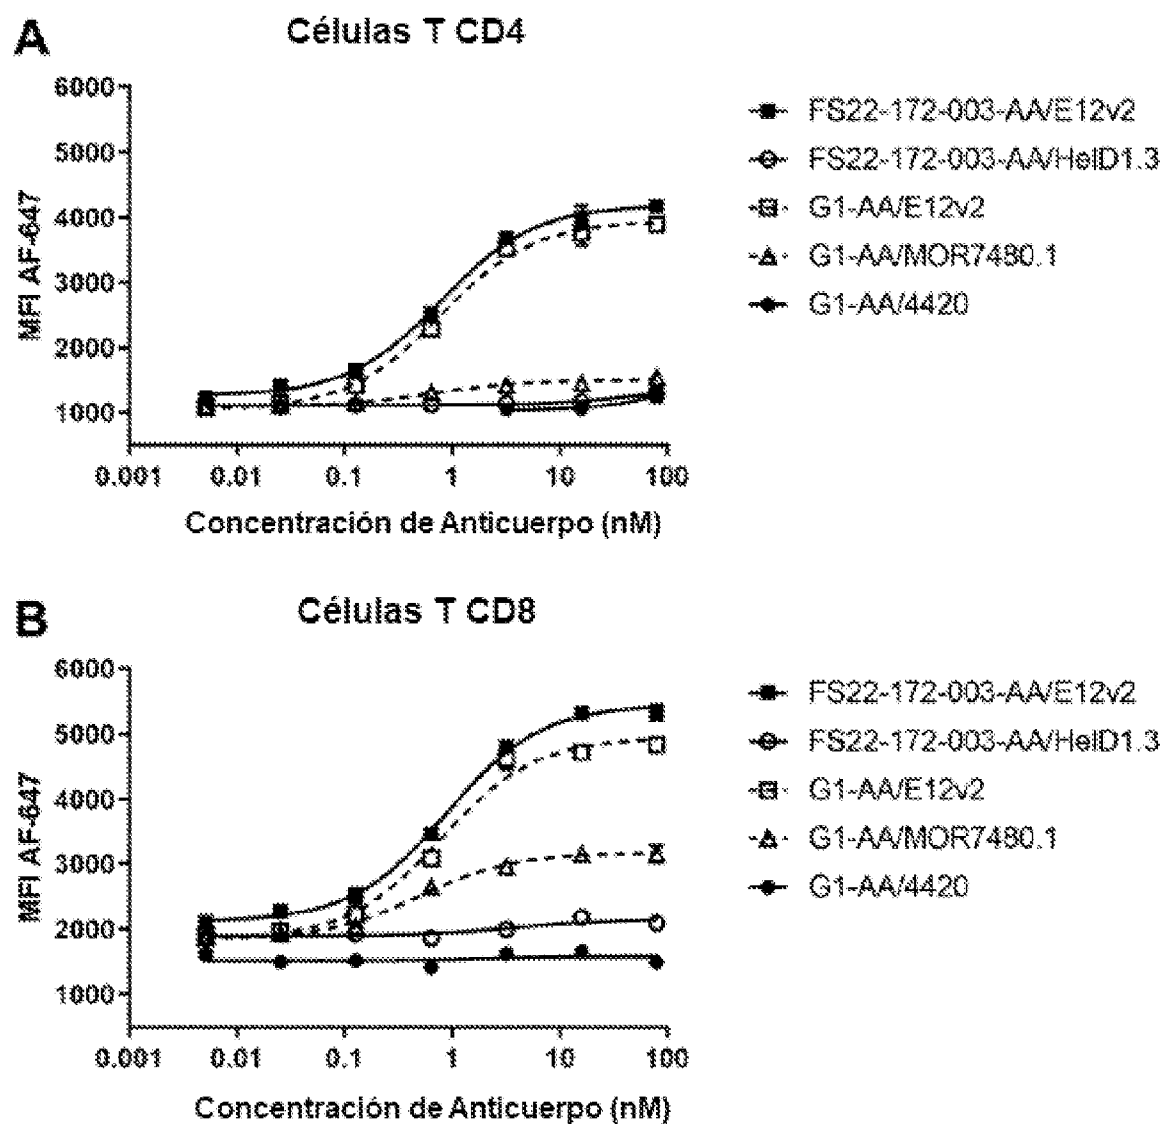 A
Células T CD4
6000
5000
4000
3000
2000
1000
MFI AF-647
0.001 0.01 0.1 1 10 100
Concentración de Anticuerpo (nM)
FS22-172-003-AA/E12v2
FS22-172-003-AA/HelD1.3
G1-AA/E12v2
G1-AA/MOR7480.1
G1-AA/4420
B
Células T CD8
6000
5000
4000
3000
2000
1000
MFI AF-647
0.001 0.01 0.1 1 10 100
Concentración de Anticuerpo (nM)
FS22-172-003-AA/E12v2
FS22-172-003-AA/HelD1.3
G1-AA/E12v2
G1-AA/MOR7480.1
G1-AA/4420